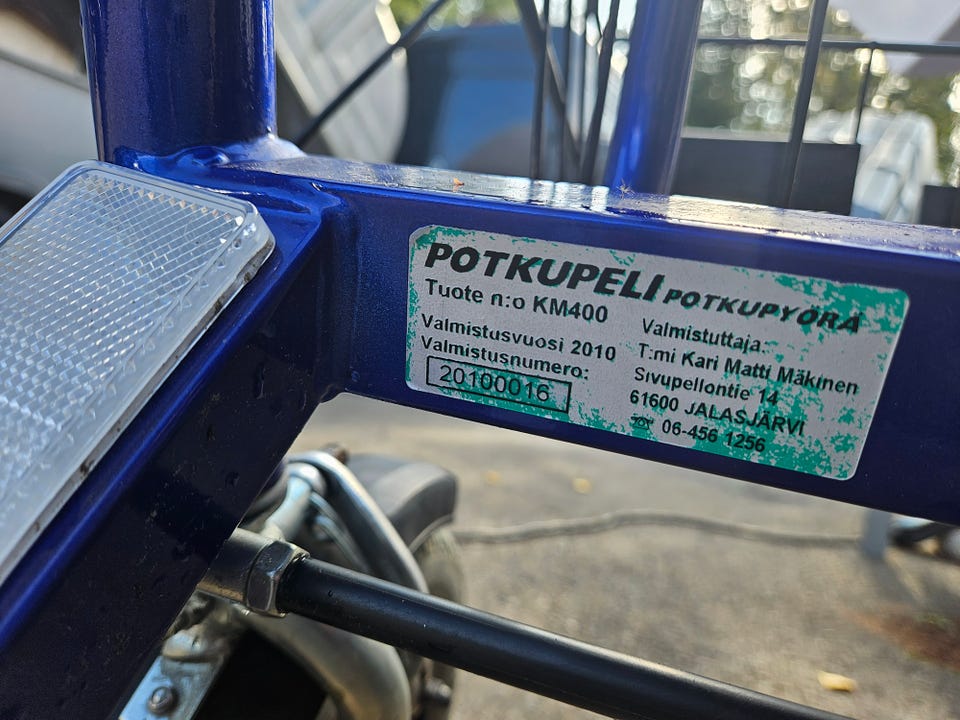 POTKUPELI POTKUPYÖRÄ
Tuote n:o KM400
Valmistusvuosi 2010
Valmistusnumero:
20100016
Valmistuttaja:
T:mi Kari Matti Mäkinen
Sivupellontie 14
61600 JALASJÄRVI
☎ 06-456 1256